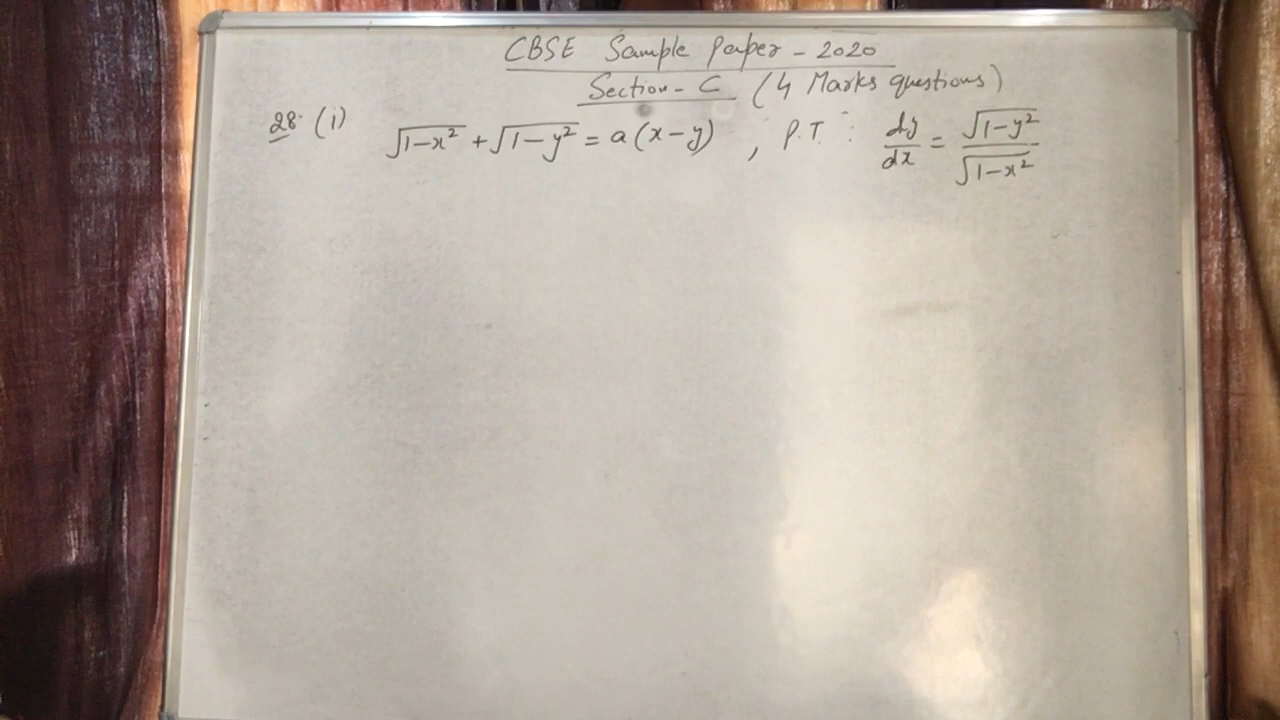 CBSE Sample Paper - 2020
Section - C (4 Marks questions)
28. (i) √1-x² + √1-y² = a(x-y) , P.T : dy/dx = √1-y²/√1-x²